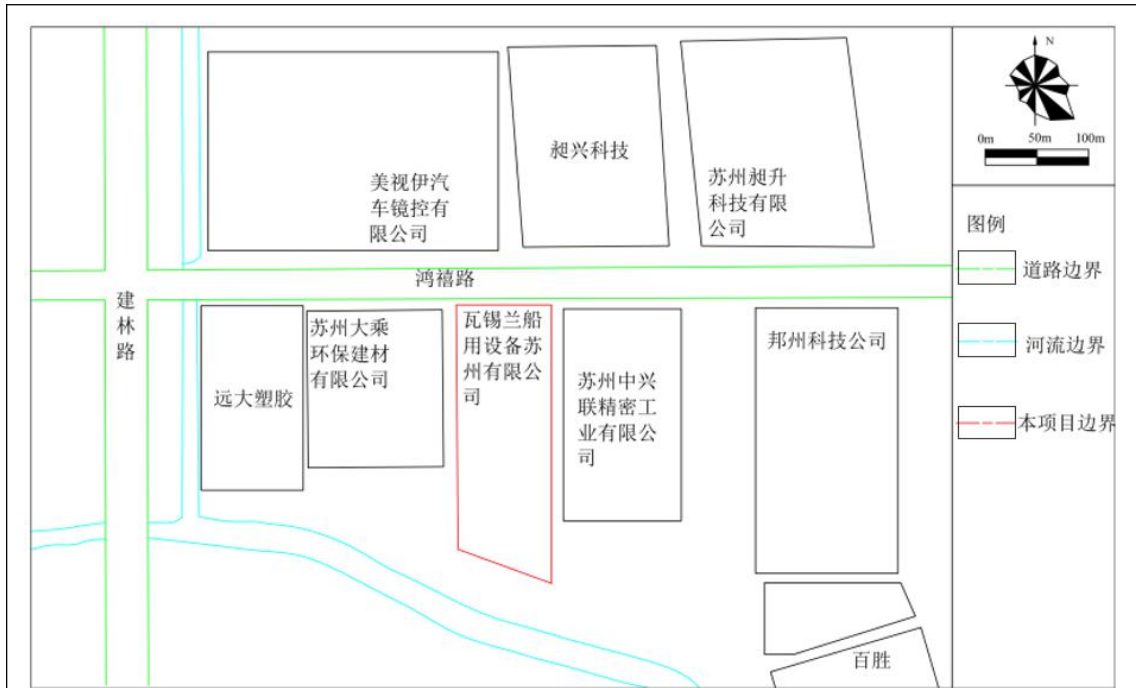 N
0m 50m 100m
图例
道路边界
河流边界
本项目边界
美视伊汽
车镜控有
限公司
昶兴科技
苏州昶升
科技有限
公司
鸿禧路
建
林
路
远大塑胶
苏州大乘
环保建材
有限公司
瓦锡兰船
用设备苏
州有限公
司
苏州中兴
联精密工
业有限公
司
邦州科技公司
百胜